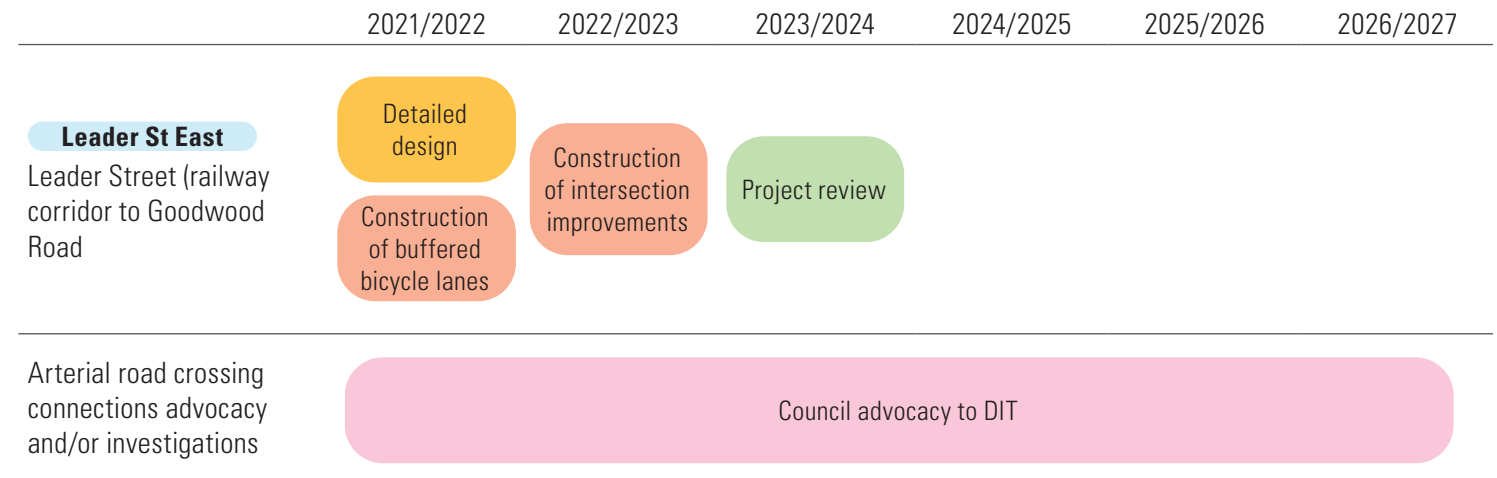 2021/2022 2022/2023 2023/2024 2024/2025 2025/2026 2026/2027
Leader St East
Leader Street (railway
corridor to Goodwood
Road
Detailed
design
Construction
of buffered
bicycle lanes
Construction
of intersection
improvements
Project review
Arterial road crossing
connections advocacy
and/or investigations
Council advocacy to DIT